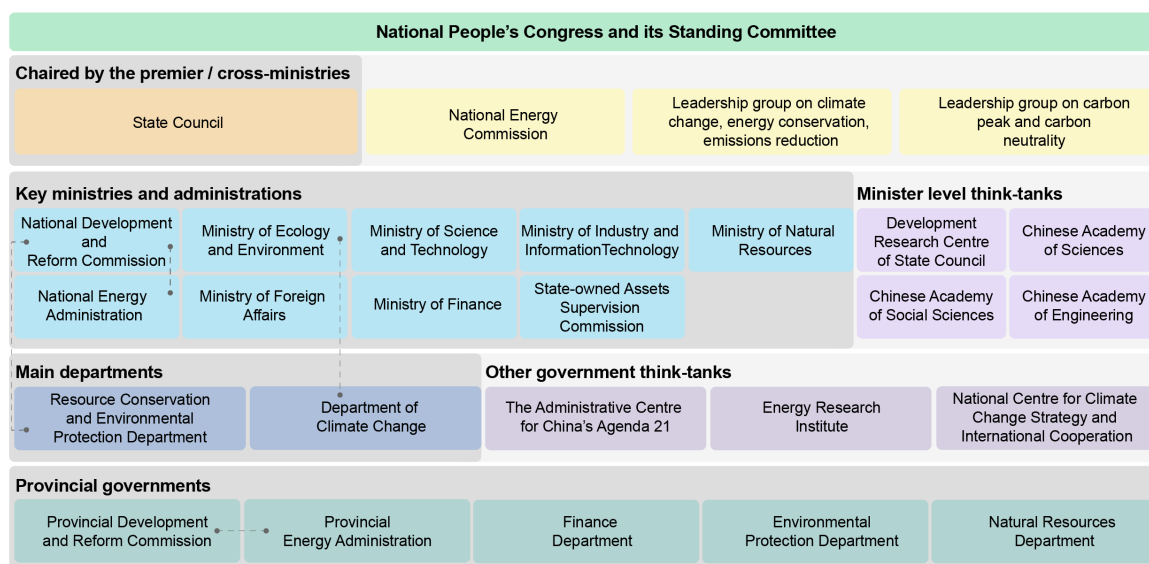 National People's Congress and its Standing Committee
Chaired by the premier / cross-ministries
State Council
National Energy
Commission
Leadership group on climate
change, energy conservation,
emissions reduction
Leadership group on carbon
peak and carbon
neutrality
Key ministries and administrations
National Development
and
Reform Commission
Ministry of Ecology
and Environment
Ministry of Science
and Technology
Ministry of Industry and
InformationTechnology
Ministry of Natural
Resources
National Energy
Administration
Ministry of Foreign
Affairs
Ministry of Finance
State-owned Assets
Supervision
Commission
Minister level think-tanks
Development
Research Centre
of State Council
Chinese Academy
of Sciences
Chinese Academy
of Social Sciences
Chinese Academy
of Engineering
Main departments
Resource Conservation
and Environmental
Protection Department
Department of
Climate Change
Other government think-tanks
The Administrative Centre
for China's Agenda 21
Energy Research
Institute
National Centre for Climate
Change Strategy and
International Cooperation
Provincial governments
Provincial Development
and Reform Commission
Provincial
Energy Administration
Finance
Department
Environmental
Protection Department
Natural Resources
Department